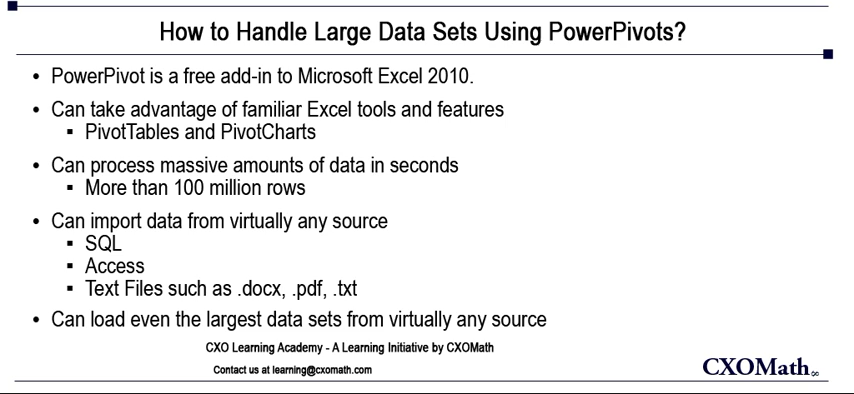 How to Handle Large Data Sets Using PowerPivots?
• PowerPivot is a free add-in to Microsoft Excel 2010.
• Can take advantage of familiar Excel tools and features
▪ PivotTables and PivotCharts
• Can process massive amounts of data in seconds
▪ More than 100 million rows
• Can import data from virtually any source
▪ SQL
▪ Access
▪ Text Files such as .docx, .pdf, .txt
• Can load even the largest data sets from virtually any source
CXO Learning Academy - A Learning Initiative by CXOMath
Contact us at learning@cxomath.com
CXOMath∞